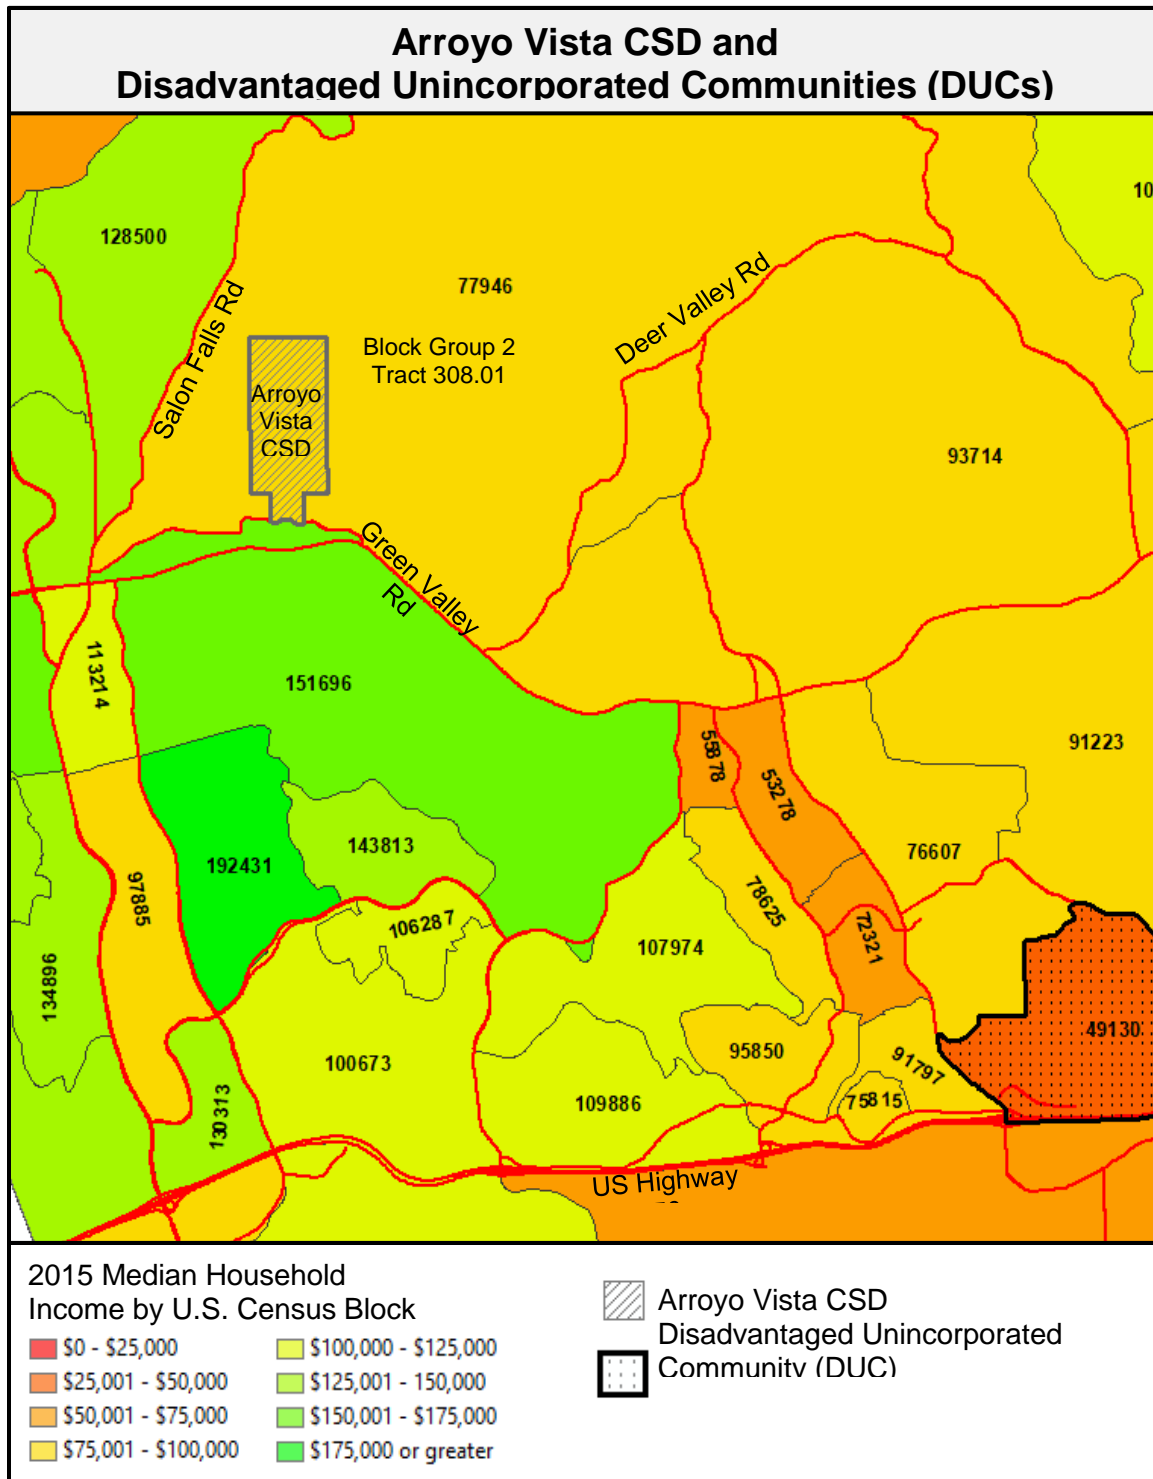 Arroyo Vista CSD and
Disadvantaged Unincorporated Communities (DUCs)
128500
10
77946
Salon Falls Rd
Deer Valley Rd
Block Group 2
Tract 308.01
Arroyo
Vista
CSD
93714
Green Valley
Rd
113214
151696
55878
53278
91223
143813
76607
192431
97885
78625
106287
72321
107974
134896
49130
95850
91797
100673
109886
75815
130313
US Highway
2015 Median Household
Income by U.S. Census Block
$0 - $25,000
$25,001 - $50,000
$50,001 - $75,000
$75,001 - $100,000
$100,000 - $125,000
$125,001 - 150,000
$150,001 - $175,000
$175,000 or greater
Arroyo Vista CSD
Disadvantaged Unincorporated
Community (DUC)